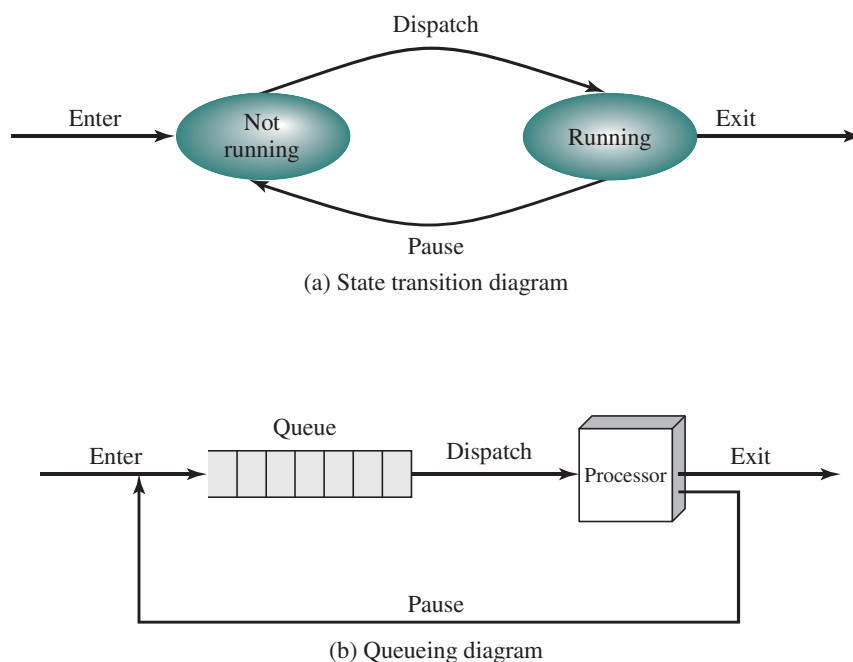 Dispatch
Enter
Not
running
Running
Exit
Pause
(a) State transition diagram
Queue
Enter
Dispatch
Processor
Exit
Pause
(b) Queueing diagram